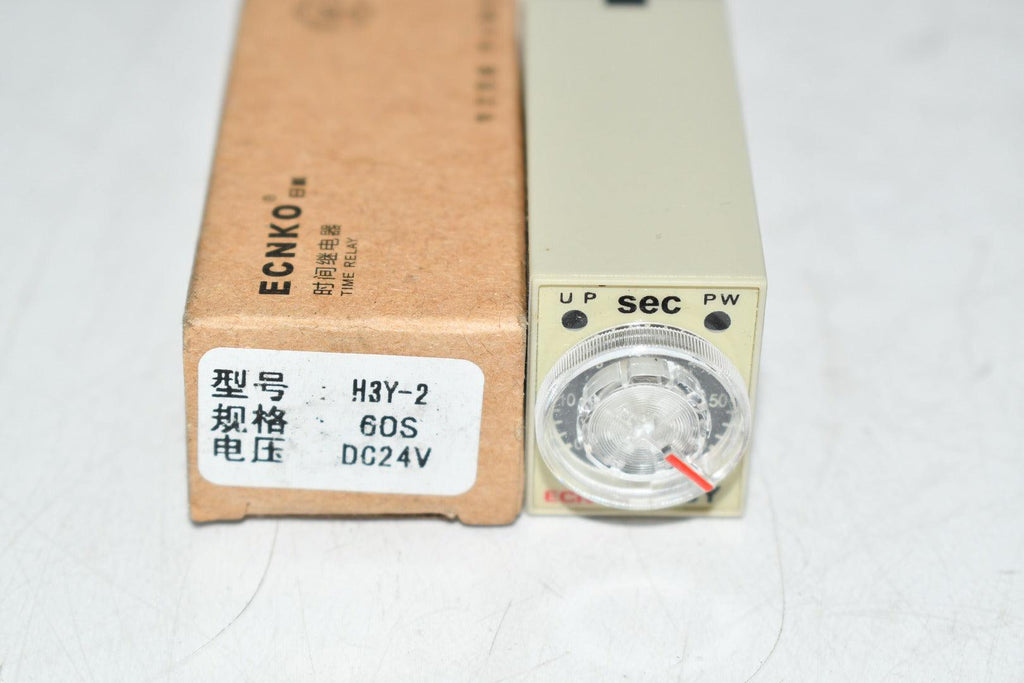 ECNKO®
时间继电器
TIME RELAY
型号 : H3Y-2
规格 : 60S
电压 : DC24V
UP sec PW
10 50
EC Y